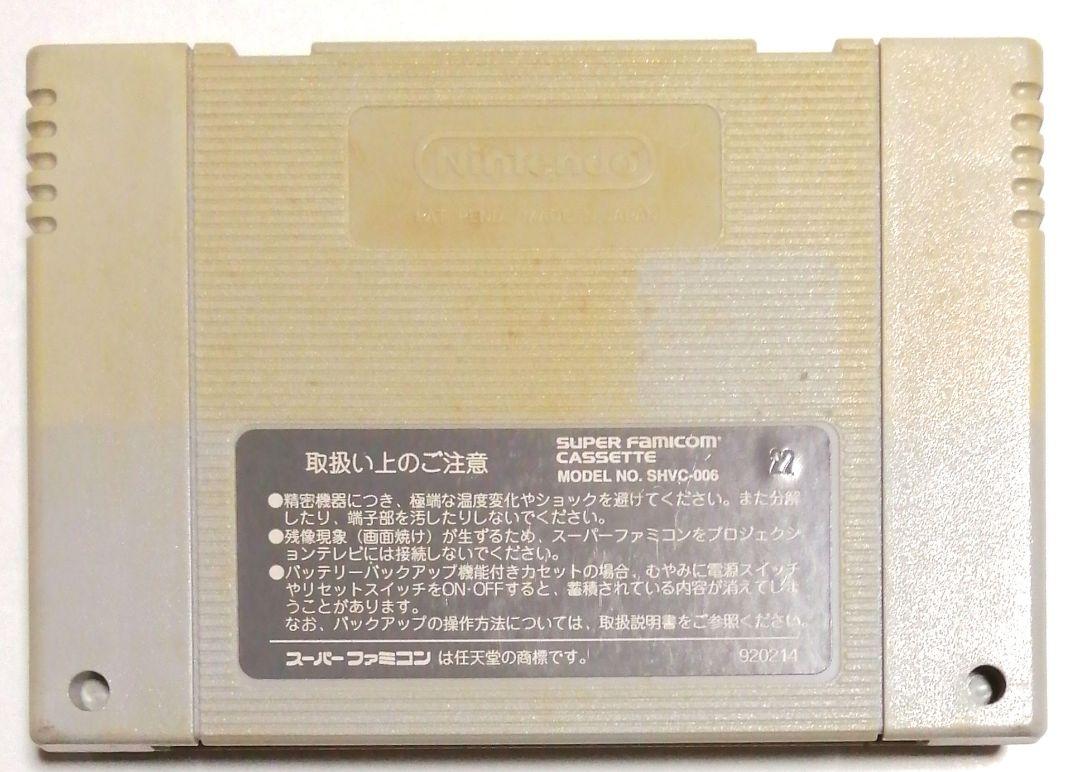 Nintendo
PAT. PEND. MADE IN JAPAN
取扱い上のご注意
SUPER FAMICOM
CASSETTE
MODEL NO. SHVC-006
22
●精密機器につき、極端な温度変化やショックを避けてください。また分解
したり、端子部を汚したりしないでください。
●残像現象（画面焼け）が生ずるため、スーパーファミコンをプロジェクシ
ョンテレビには接続しないでください。
●バッテリーバックアップ機能付きカセットの場合、むやみに電源スイッチ
やリセットスイッチをON･OFFすると、蓄積されている内容が消えてしま
うことがあります。
なお、バックアップの操作方法については、取扱説明書をご参照ください。
スーパーファミコン は任天堂の商標です。
920214